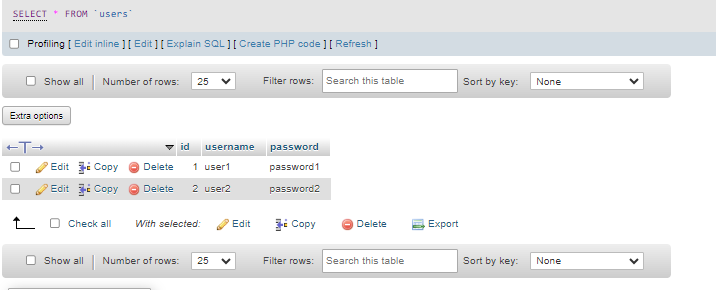 SELECT * FROM `users`
Profiling [ Edit inline ] [ Edit ] [ Explain SQL ] [ Create PHP code ] [ Refresh ]
Show all Number of rows: 25 Filter rows: Search this table Sort by key: None
Extra options
id username password
Edit Copy Delete 1 user1 password1
Edit Copy Delete 2 user2 password2
Check all With selected: Edit Copy Delete Export
Show all Number of rows: 25 Filter rows: Search this table Sort by key: None